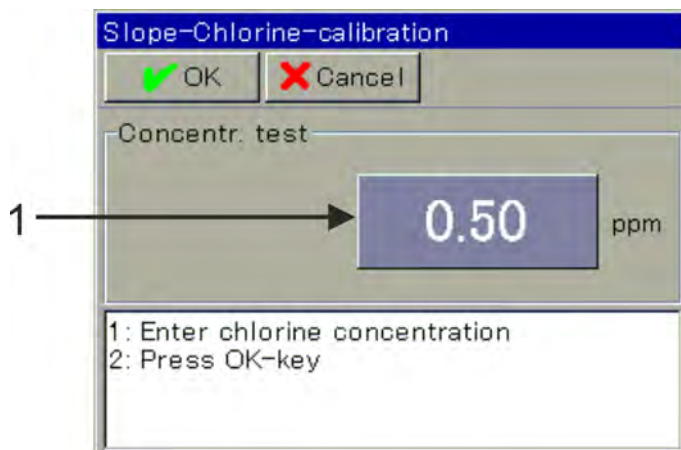 Slope-Chlorine-calibration
OK Cancel
Concentr. test
1 0.50 ppm
1: Enter chlorine concentration
2: Press OK-key